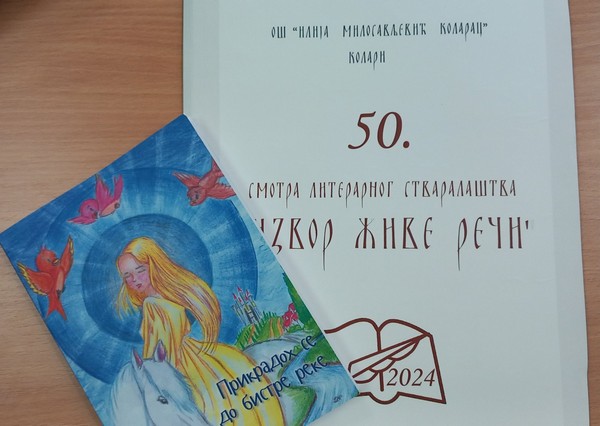 ОШ "ИЛИЈА МИЛОСАВЉЕВИЋ КОЛАРАЦ"
КОЛАРИ
50.
СМОТРА ЛИТЕРАРНОГ СТВАРАЛАШТВА
ИЗВОР ЖИВЕ РЕЧИ"
2024
Прикрадох се
до бистре реке